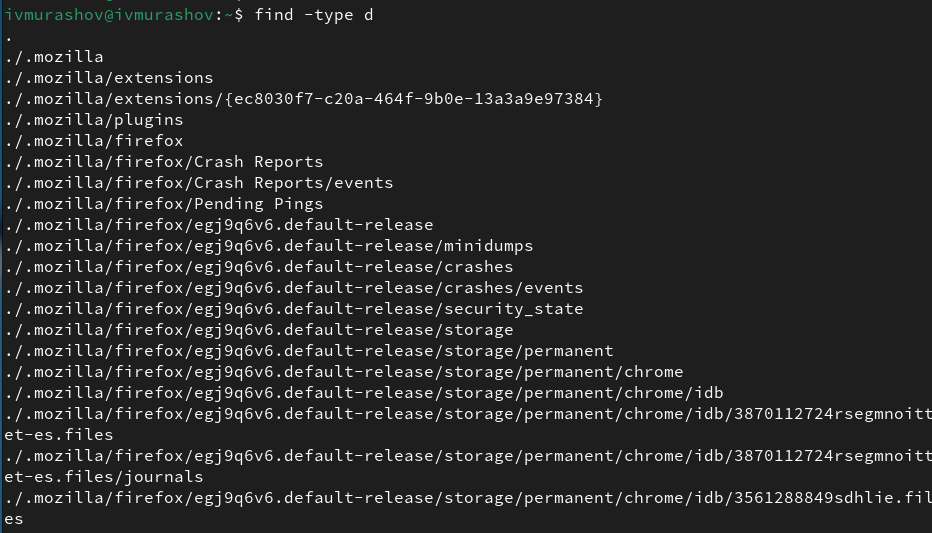 ivmurashov@ivmurashov:~$ find -type d
.
./.mozilla
./.mozilla/extensions
./.mozilla/extensions/{ec8030f7-c20a-464f-9b0e-13a3a9e97384}
./.mozilla/plugins
./.mozilla/firefox
./.mozilla/firefox/Crash Reports
./.mozilla/firefox/Crash Reports/events
./.mozilla/firefox/Pending Pings
./.mozilla/firefox/egj9q6v6.default-release
./.mozilla/firefox/egj9q6v6.default-release/minidumps
./.mozilla/firefox/egj9q6v6.default-release/crashes
./.mozilla/firefox/egj9q6v6.default-release/crashes/events
./.mozilla/firefox/egj9q6v6.default-release/security_state
./.mozilla/firefox/egj9q6v6.default-release/storage
./.mozilla/firefox/egj9q6v6.default-release/storage/permanent
./.mozilla/firefox/egj9q6v6.default-release/storage/permanent/chrome
./.mozilla/firefox/egj9q6v6.default-release/storage/permanent/chrome/idb
./.mozilla/firefox/egj9q6v6.default-release/storage/permanent/chrome/idb/3870112724rsegmnoitt
et-es.files
./.mozilla/firefox/egj9q6v6.default-release/storage/permanent/chrome/idb/3870112724rsegmnoitt
et-es.files/journals
./.mozilla/firefox/egj9q6v6.default-release/storage/permanent/chrome/idb/3561288849sdhlie.fil
es